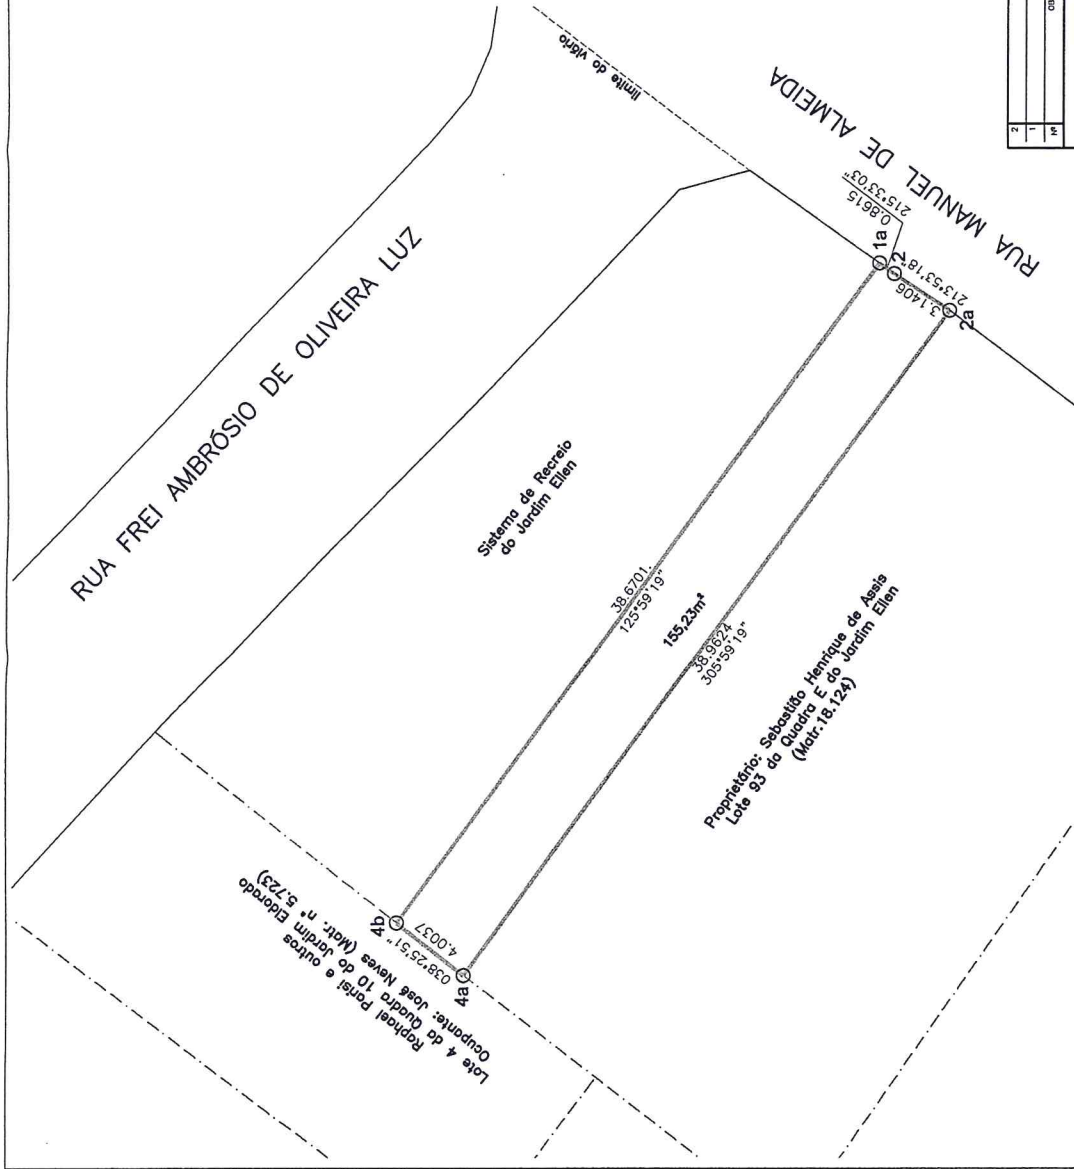 RUA FREI AMBRÓSIO DE OLIVEIRA LUZ
limite do viário
RUA MANUEL DE ALMEIDA
2
1
Nº
OB
0.8615
215°33'03"
1a
2
213°53'18"
3.1406
2a
Sistema de Recreio
do Jardim Ellen
38.6701.
125°59'19"
155,23m²
38.9624
305°59'19"
Proprietário: Sebastião Henrique de Assis
Lote 93 da Quadra E do Jardim Ellen
(Matr.18.124)
4b
4.0037
038°25'51"
4a
Raphael Parisi e outros
Lote 4 da Quadra 10 do Jardim Eldorado
Ocupante: José Neves (Matr. n° 5.723)